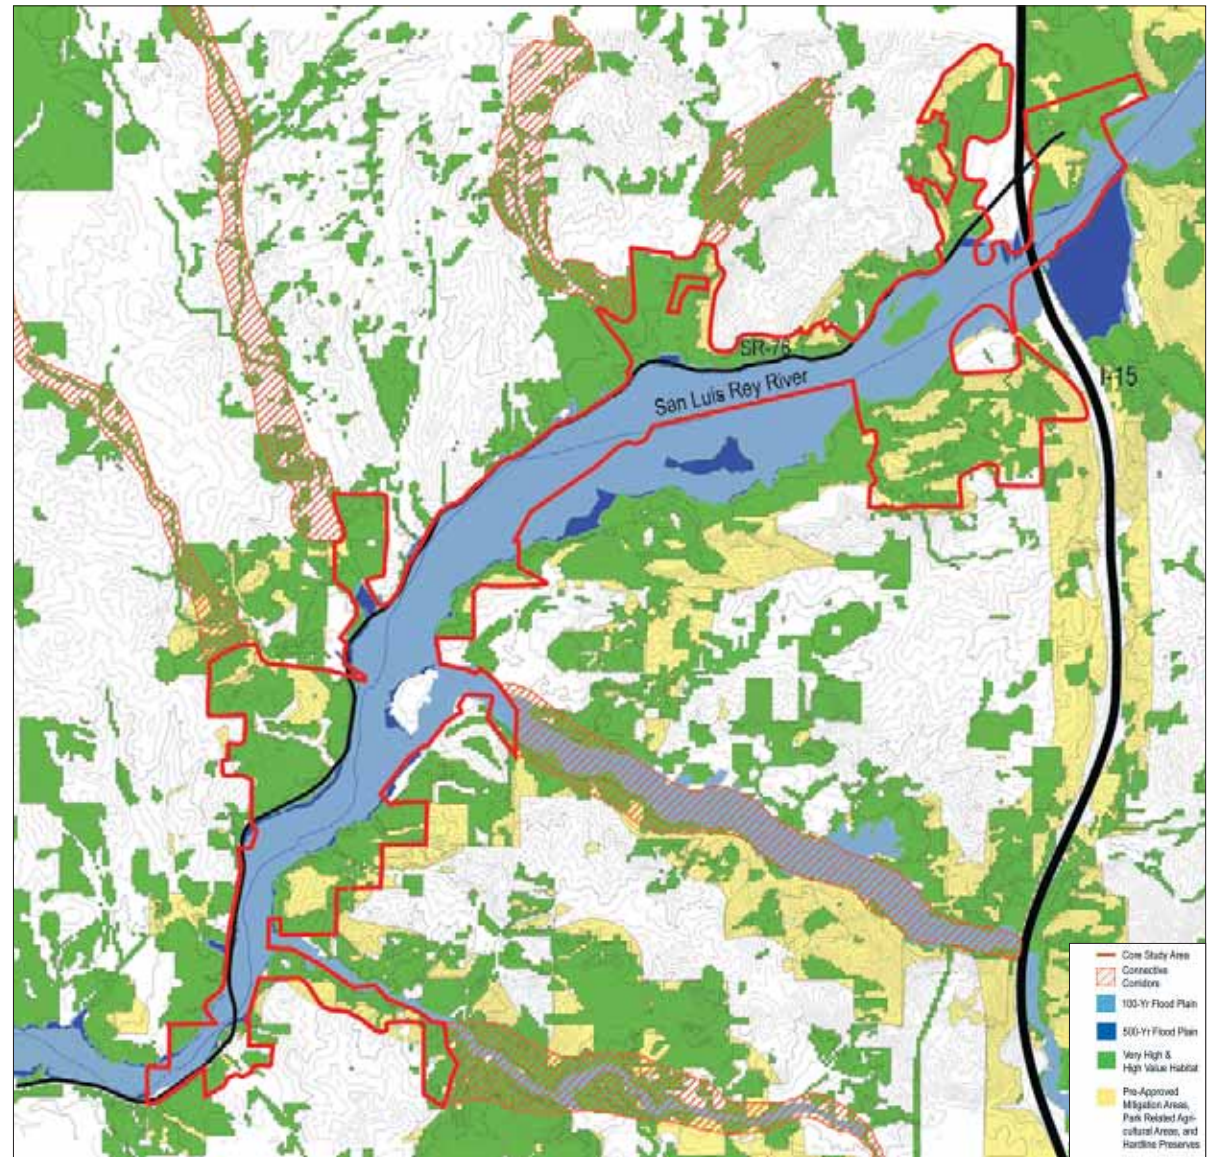 SR-76
San Luis Rey River
I-15
Core Study Area
Connective
Corridors
100-Yr Flood Plain
500-Yr Flood Plain
Very High &
High Value Habitat
Pre-Approved
Mitigation Areas,
Park Related Agri-
cultural Areas, and
Hardline Preserves